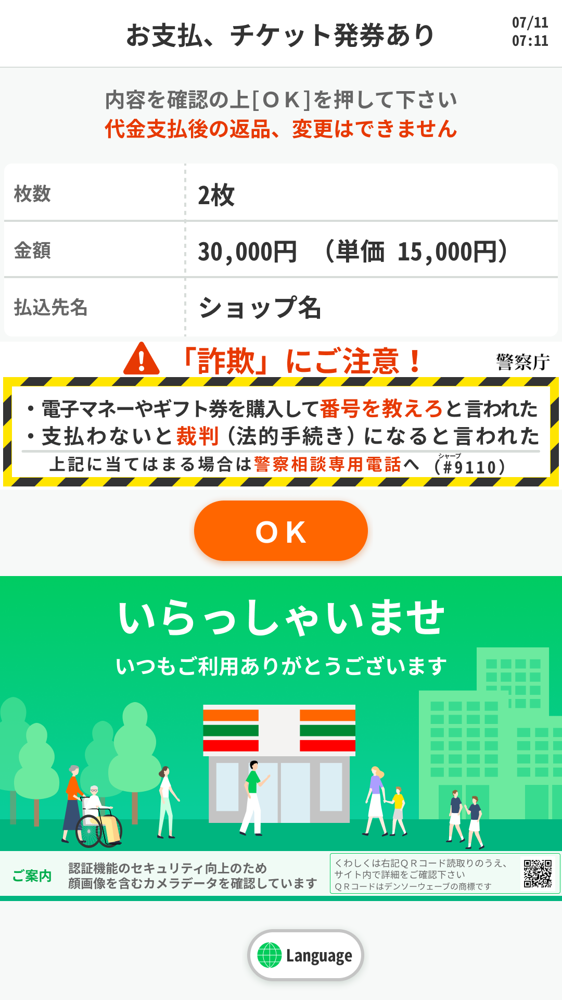 お支払、チケット発券あり
07/11
07:11
内容を確認の上[ＯＫ]を押して下さい
代金支払後の返品、変更はできません
枚数
2枚
金額
30,000円 （単価 15,000円）
払込先名
ショップ名
「詐欺」にご注意！
警察庁
・電子マネーやギフト券を購入して番号を教えろと言われた
・支払わないと裁判（法的手続き）になると言われた
シャープ
上記に当てはまる場合は警察相談専用電話へ（#9110）
ＯＫ
いらっしゃいませ
いつもご利用ありがとうございます
ご案内
認証機能のセキュリティ向上のため
顔画像を含むカメラデータを確認しています
くわしくは右記ＱＲコード読取りのうえ、
サイト内で詳細をご確認下さい
ＱＲコードはデンソーウェーブの商標です
Language